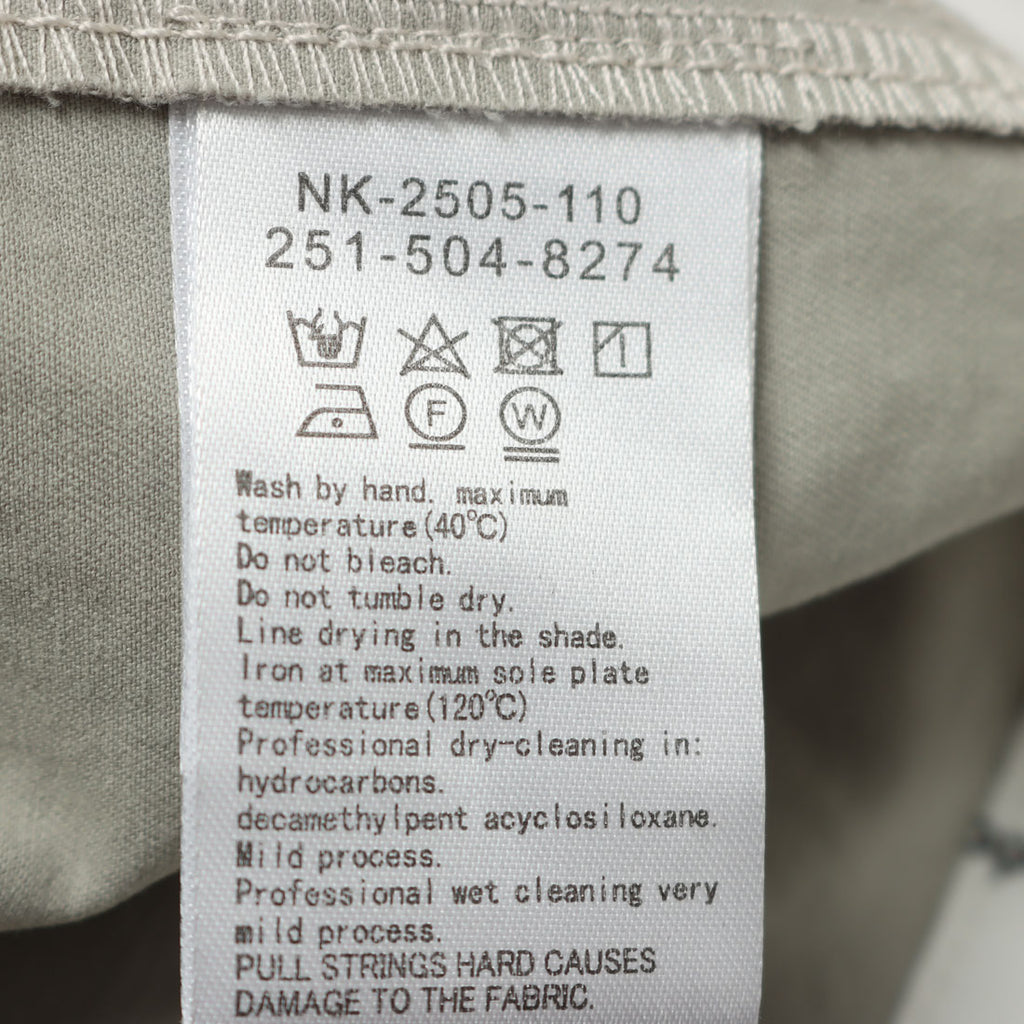 NK-2505-110
251-504-8274
F W
Wash by hand. maximum
temperature(40℃)
Do not bleach.
Do not tumble dry.
Line drying in the shade.
Iron at maximum sole plate
temperature(120℃)
Professional dry-cleaning in:
hydrocarbons.
decamethylpent acyclosiloxane.
Mild process.
Professional wet cleaning very
mild process.
PULL STRINGS HARD CAUSES
DAMAGE TO THE FABRIC.